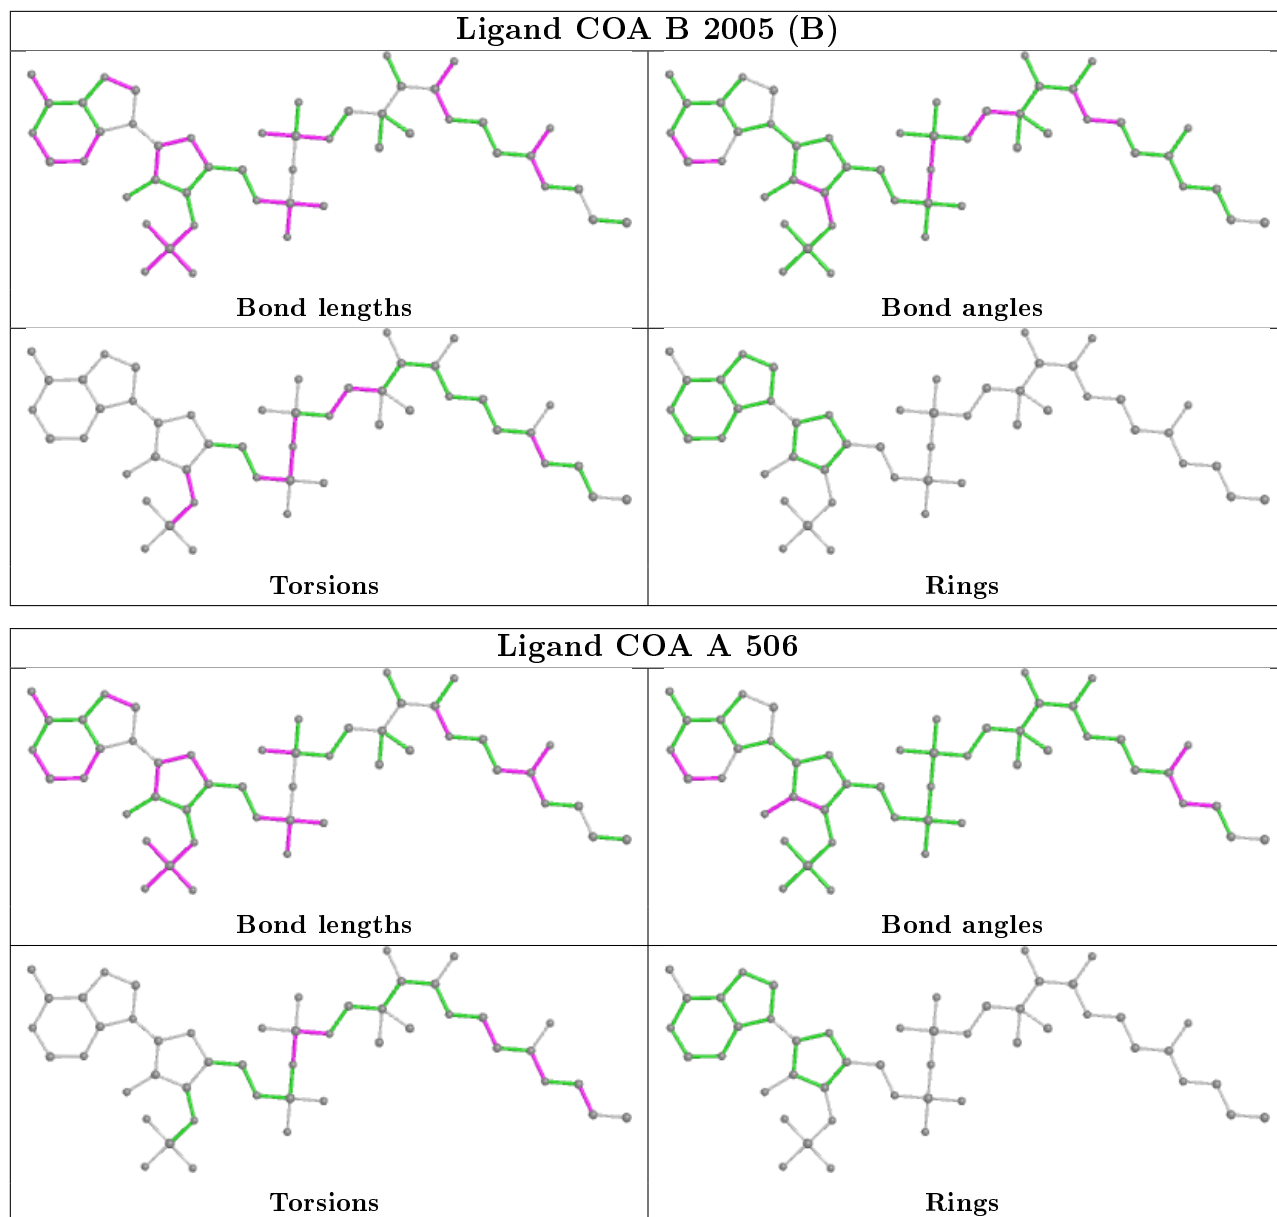 Ligand COA B 2005 (B)
Bond lengths
Bond angles
Torsions
Rings
Ligand COA A 506
Bond lengths
Bond angles
Torsions
Rings